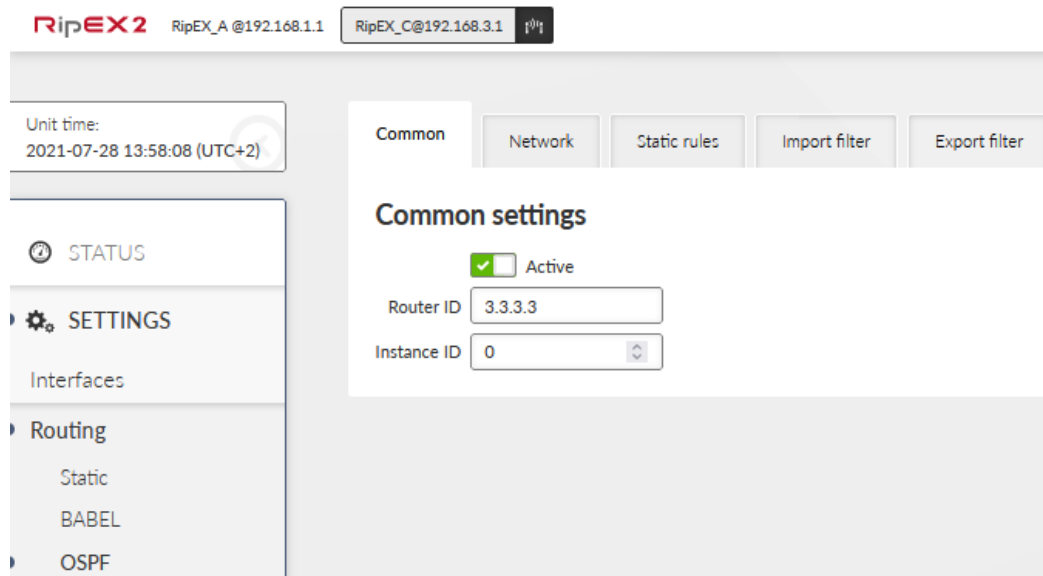 RipEX2 RipEX_A @192.168.1.1 RipEX_C@192.168.3.1
Unit time:
2021-07-28 13:58:08 (UTC+2)
Common Network Static rules Import filter Export filter
Common settings
Active
Router ID 3.3.3.3
Instance ID 0
STATUS
SETTINGS
Interfaces
Routing
Static
BABEL
OSPF